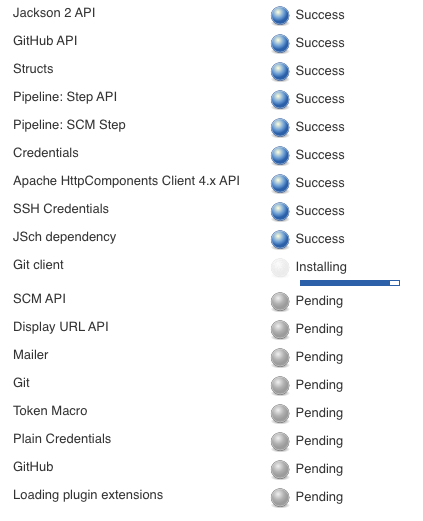 Jackson 2 API Success
GitHub API Success
Structs Success
Pipeline: Step API Success
Pipeline: SCM Step Success
Credentials Success
Apache HttpComponents Client 4.x API Success
SSH Credentials Success
JSch dependency Success
Git client Installing
SCM API Pending
Display URL API Pending
Mailer Pending
Git Pending
Token Macro Pending
Plain Credentials Pending
GitHub Pending
Loading plugin extensions Pending